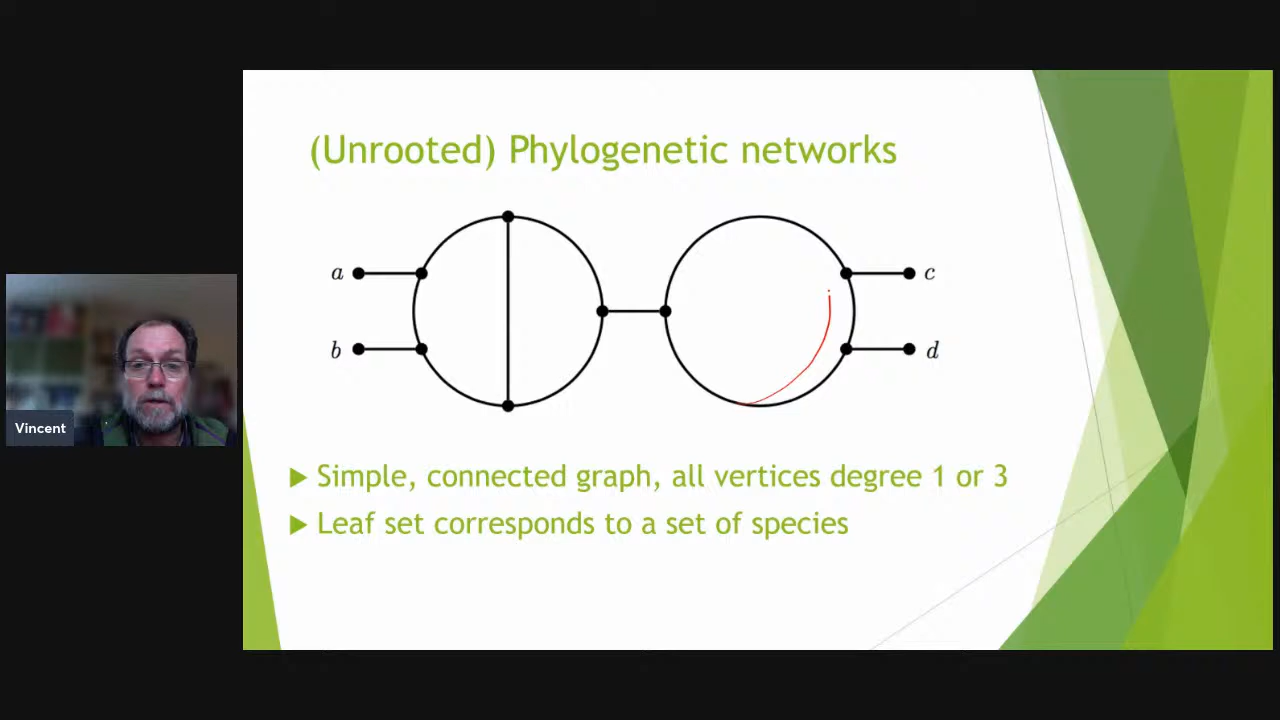 (Unrooted) Phylogenetic networks
a
c
b
d
Vincent
Simple, connected graph, all vertices degree 1 or 3
Leaf set corresponds to a set of species